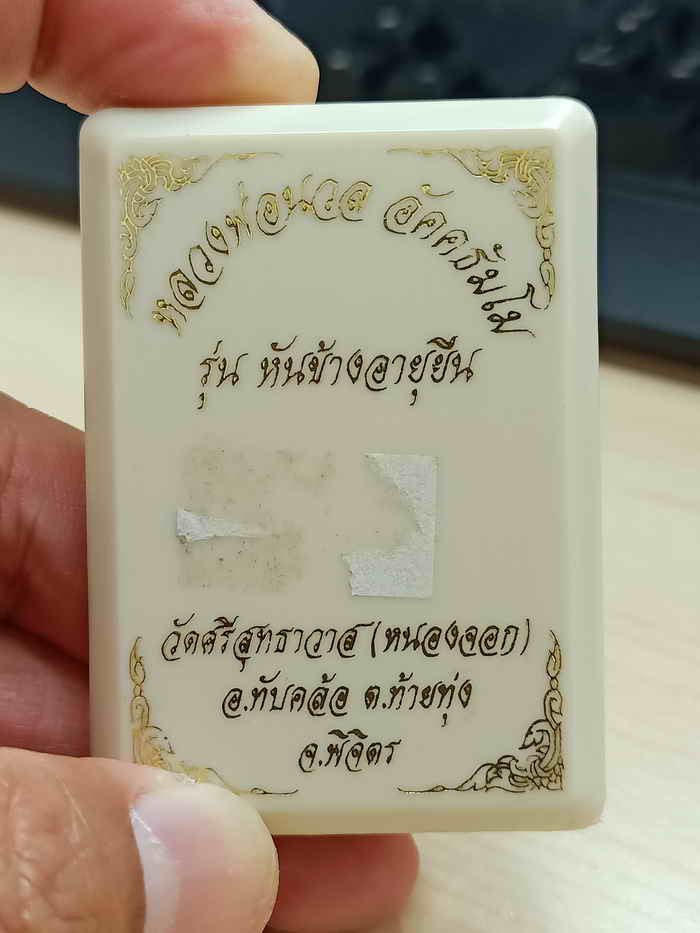 หลวงพ่อนวล อัคคธัมโม
รุ่น หันข้างอายุยืน
วัดศรีสุทธาวาส (หนองจอก)
อ.ทับคล้อ ต.ท้ายทุ่ง
จ.พิจิตร